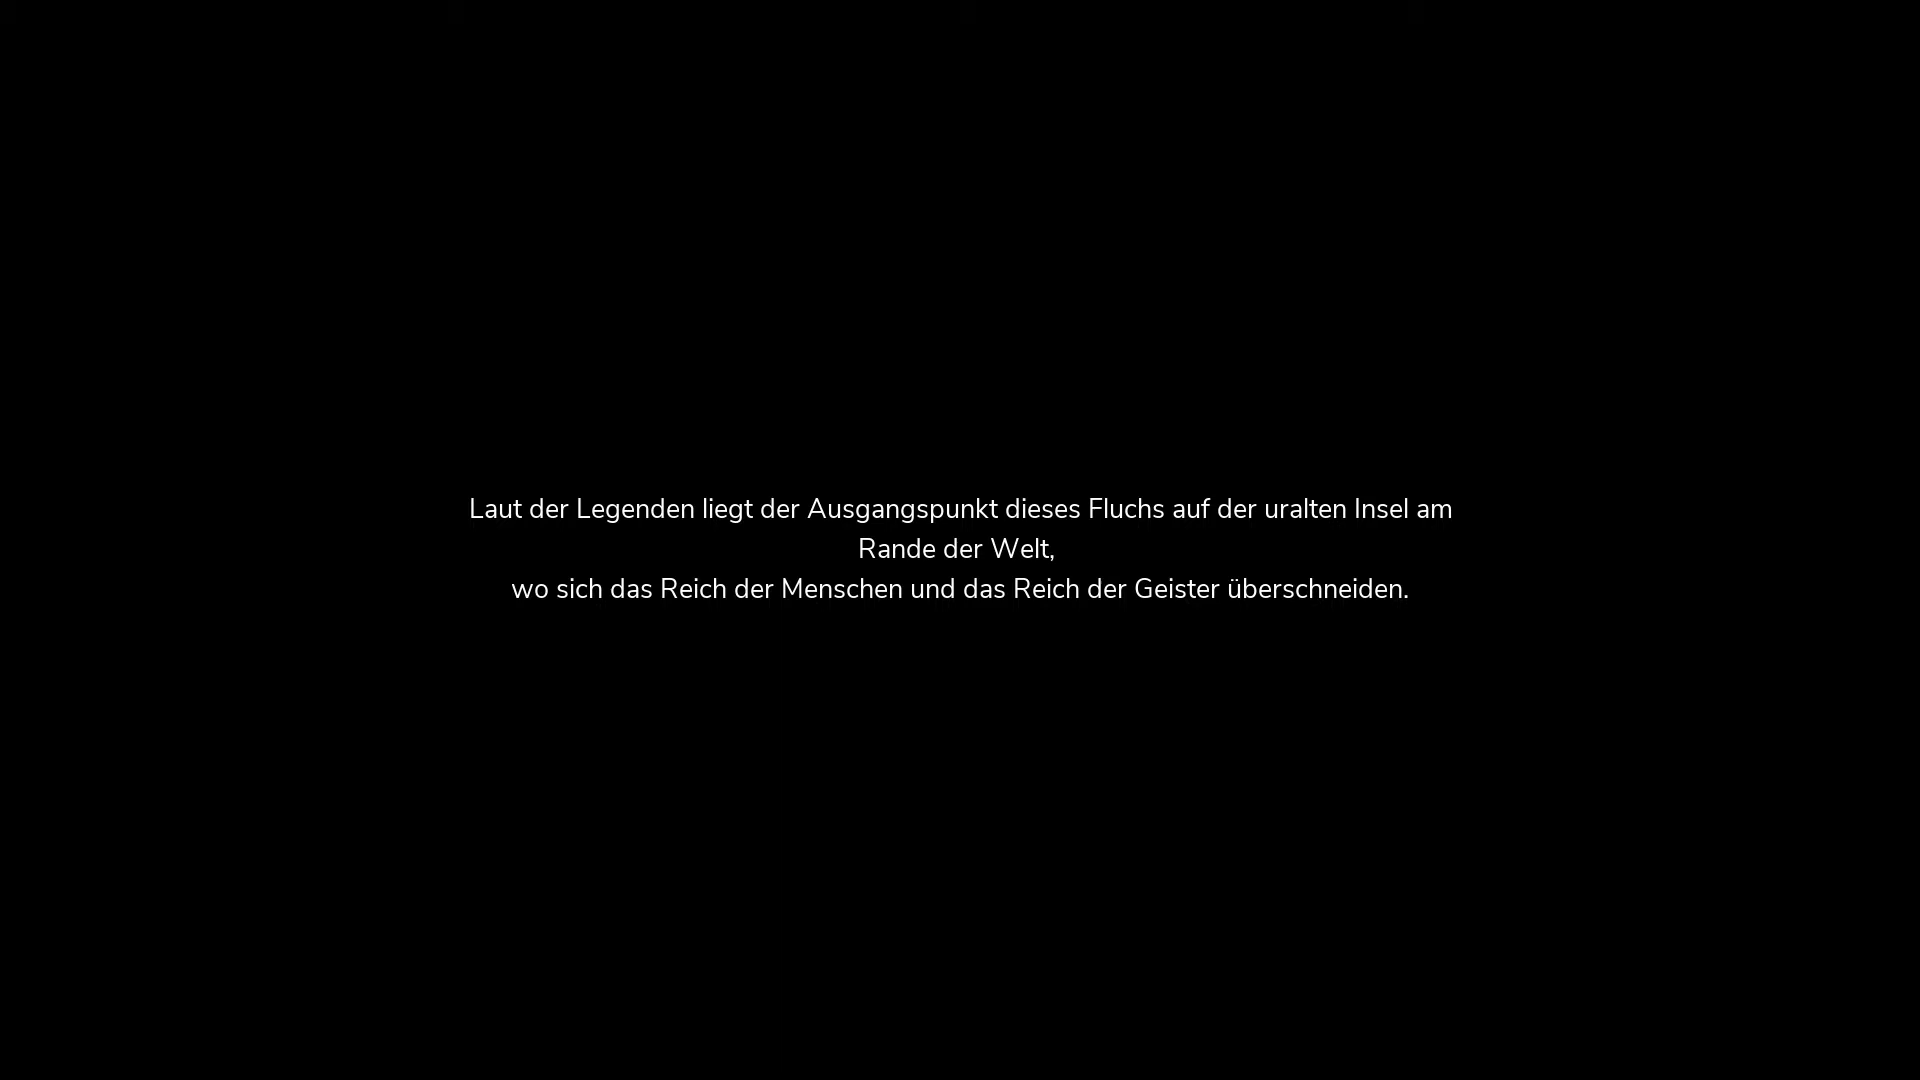 Laut der Legenden liegt der Ausgangspunkt dieses Fluchs auf der uralten Insel am
Rande der Welt,
wo sich das Reich der Menschen und das Reich der Geister überschneiden.